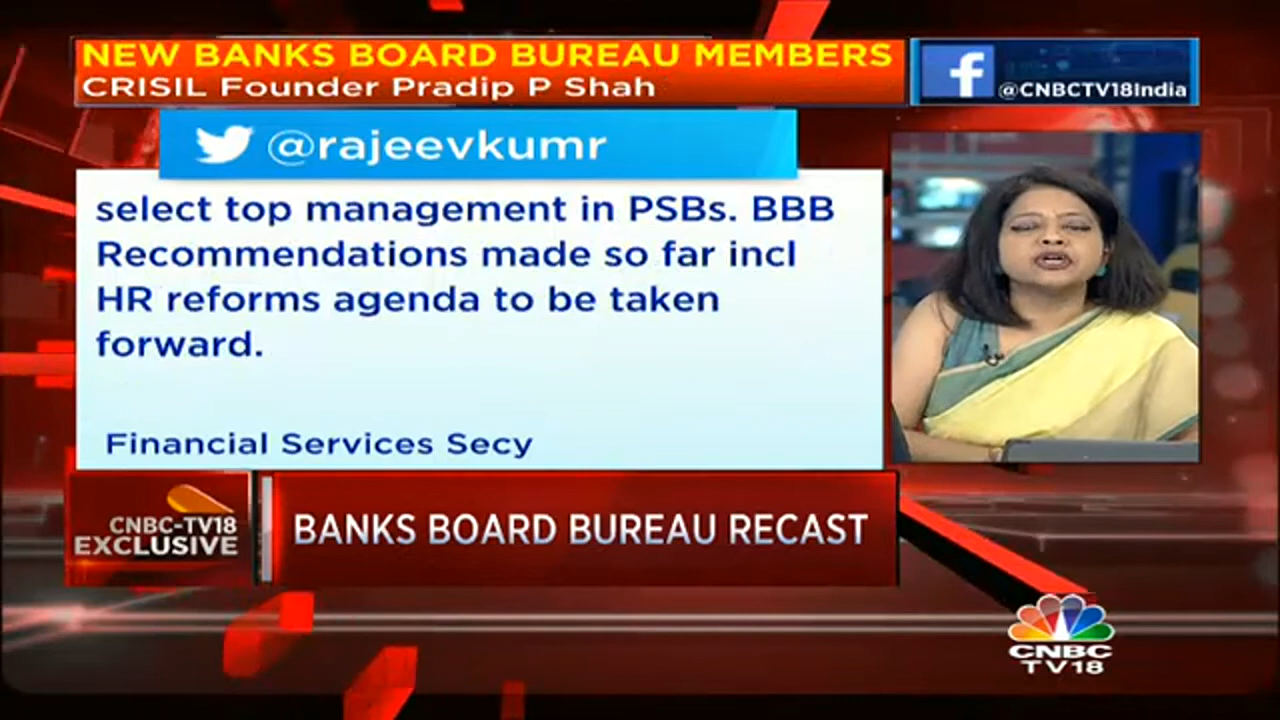 NEW BANKS BOARD BUREAU MEMBERS
CRISIL Founder Pradip P Shah
f
@CNBCTV18India
@rajeevkumr
select top management in PSBs. BBB
Recommendations made so far incl
HR reforms agenda to be taken
forward.
Financial Services Secy
CNBC-TV18
EXCLUSIVE
BANKS BOARD BUREAU RECAST
CNBC
TV18